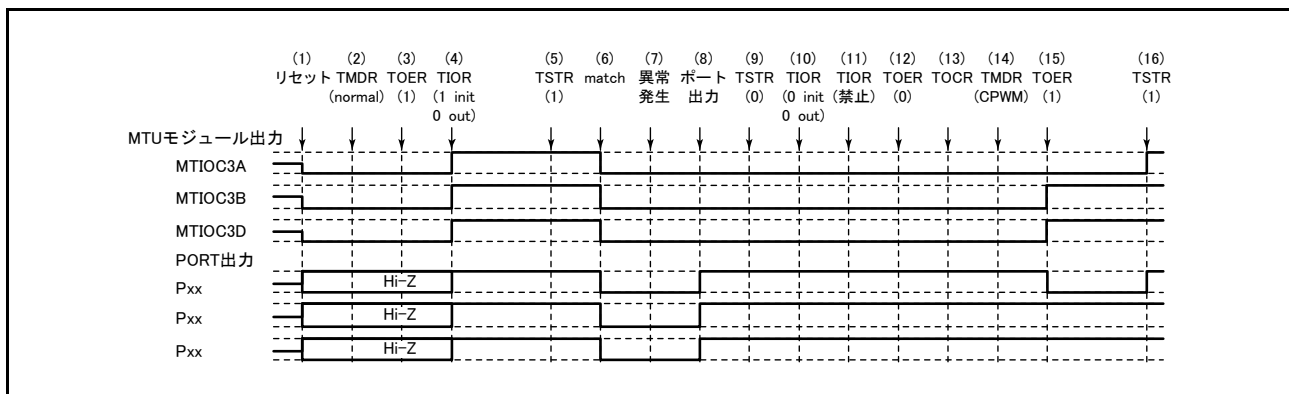 (1) (2) (3) (4) (5) (6) (7) (8) (9) (10) (11) (12) (13) (14) (15) (16)
リセット TMDR TOER TIOR TSTR match 異常 ポート TSTR TIOR TIOR TOER TOCR TMDR TOER TSTR
(normal) (1) (1 init (1) 発生 出力 (0) (0 init (禁止) (0) (CPWM) (1) (1)
0 out) 0 out)
MTUモジュール出力
MTIOC3A
MTIOC3B
MTIOC3D
PORT出力
Pxx Hi-Z
Pxx Hi-Z
Pxx Hi-Z